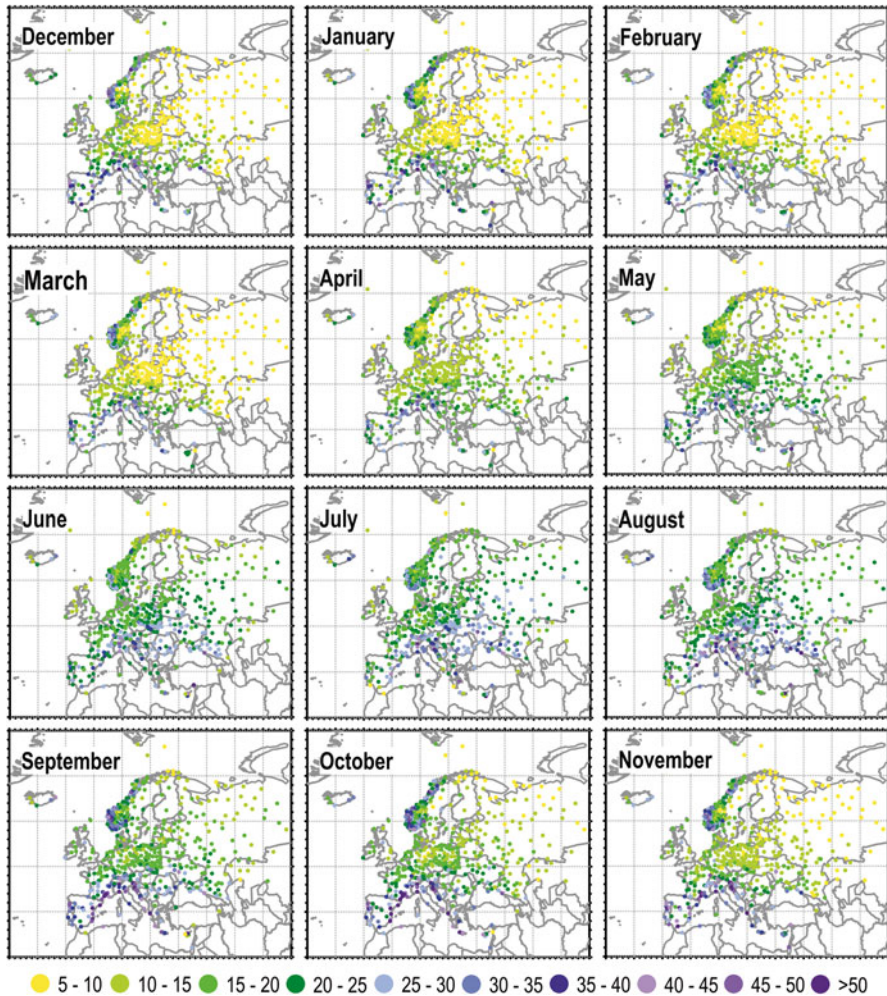 December
January
February
March
April
May
June
July
August
September
October
November
5 - 10 10 - 15 15 - 20 20 - 25 25 - 30 30 - 35 35 - 40 40 - 45 45 - 50 >50